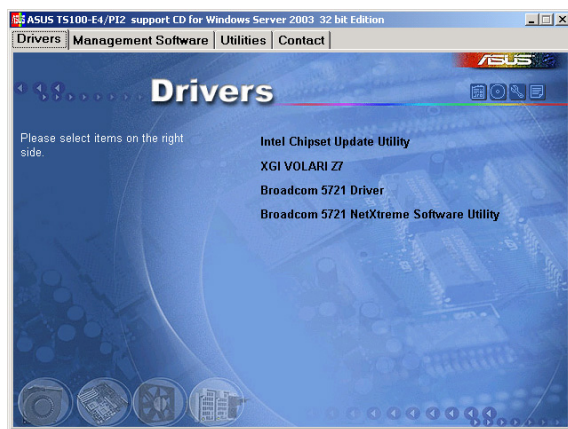 ASUS TS100-E4/PI2 support CD for Windows Server 2003 32 bit Edition
Drivers Management Software Utilities Contact
ASUS
Drivers
Please select items on the right
side.
Intel Chipset Update Utility
XGI VOLARI Z7
Broadcom 5721 Driver
Broadcom 5721 NetXtreme Software Utility